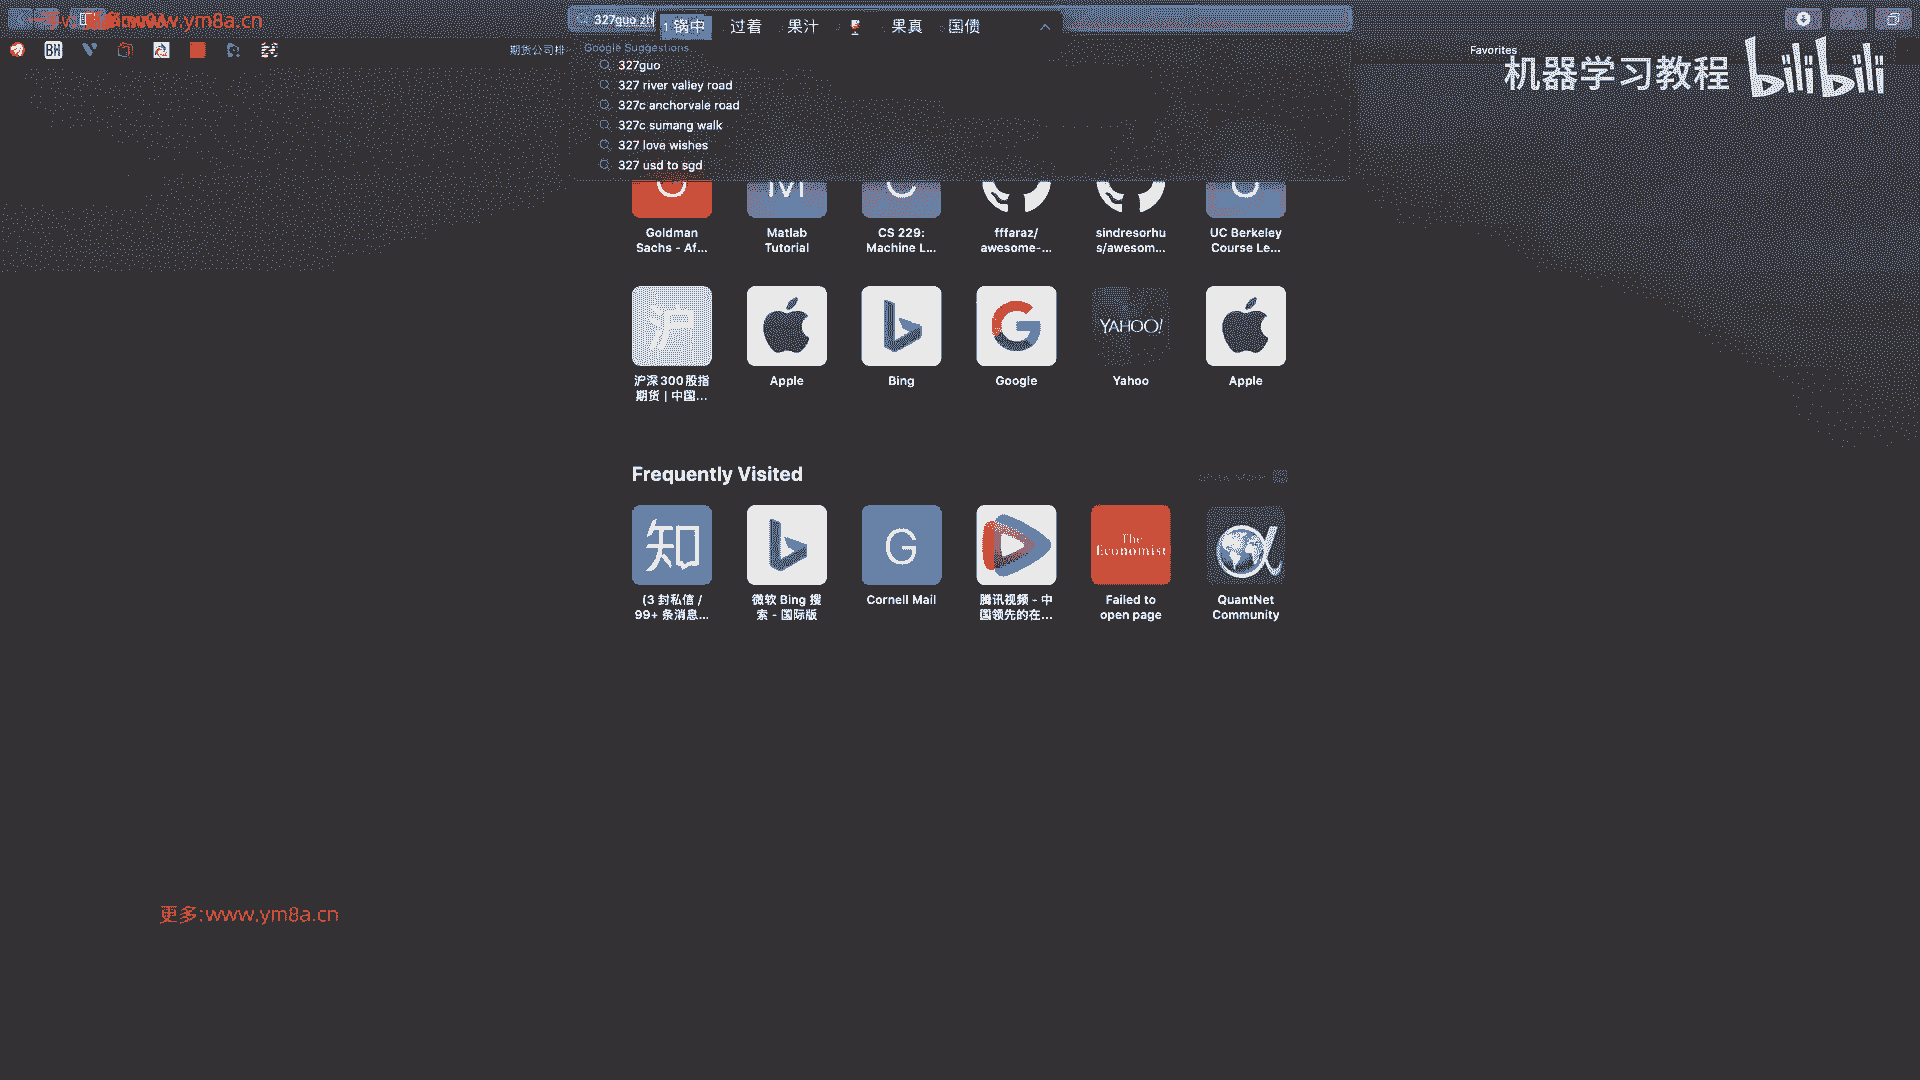 www.ym8a.cn
327guo zh
1 锅中 过着 果汁 🍷 果真 国债
期货公司排
Google Suggestions
Favorites
327guo
327 river valley road
327c anchorvale road
327c sumang walk
327 love wishes
327 usd to sgd
机器学习教程 bilibili
Goldman
Sachs - Af...
Matlab
Tutorial
CS 229:
Machine L...
fffaraz/
awesome-...
sindresorhu
s/awesom...
UC Berkeley
Course Le...
沪
YAHOO!
沪深300股指
期货 | 中国...
Apple
Bing
Google
Yahoo
Apple
Frequently Visited
知
G
The
Economist
(3 封私信 /
99+ 条消息...
微软 Bing 搜
索 - 国际版
Cornell Mail
腾讯视频 - 中
国领先的在...
Failed to
open page
QuantNet
Community
更多:www.ym8a.cn